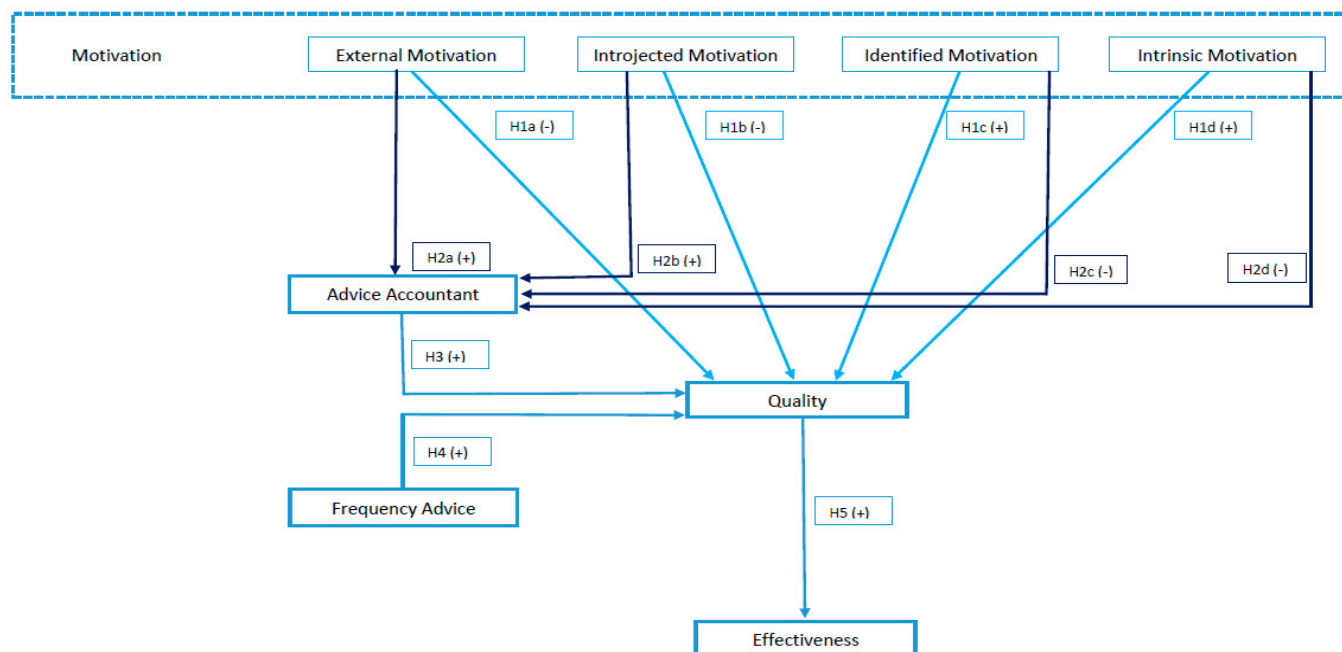 Motivation
External Motivation
Introjected Motivation
Identified Motivation
Intrinsic Motivation
H1a (-)
H1b (-)
H1c (+)
H1d (+)
H2a (+)
H2b (+)
H2c (-)
H2d (-)
Advice Accountant
H3 (+)
Quality
H4 (+)
Frequency Advice
H5 (+)
Effectiveness